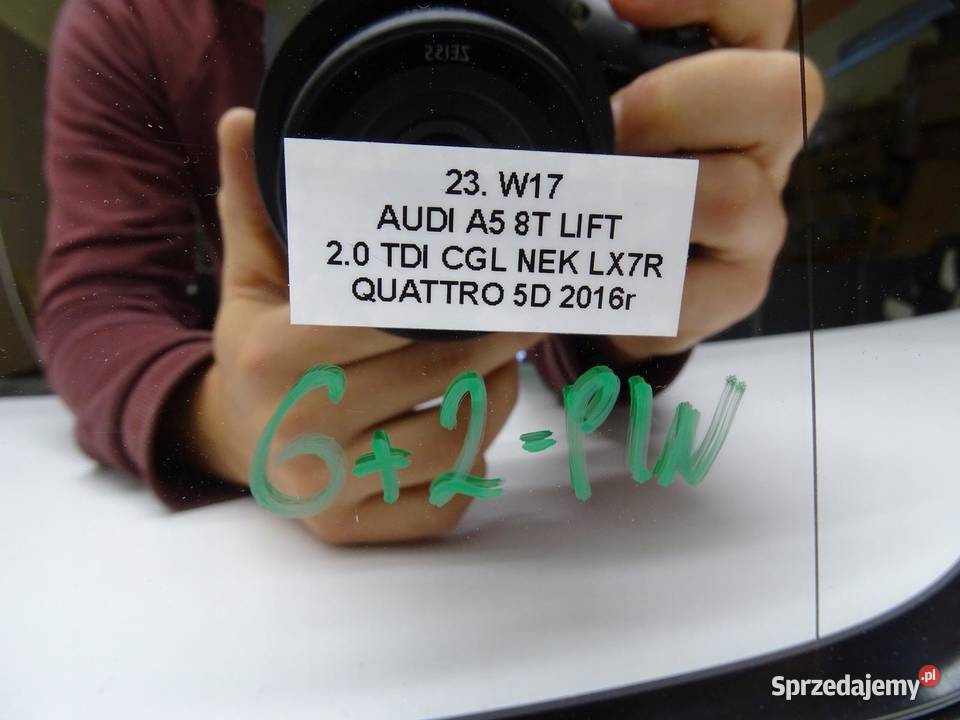 ZEISS
23. W17
AUDI A5 8T LIFT
2.0 TDI CGL NEK LX7R
QUATTRO 5D 2016r
6+2=PIW
Sprzedajemy.pl